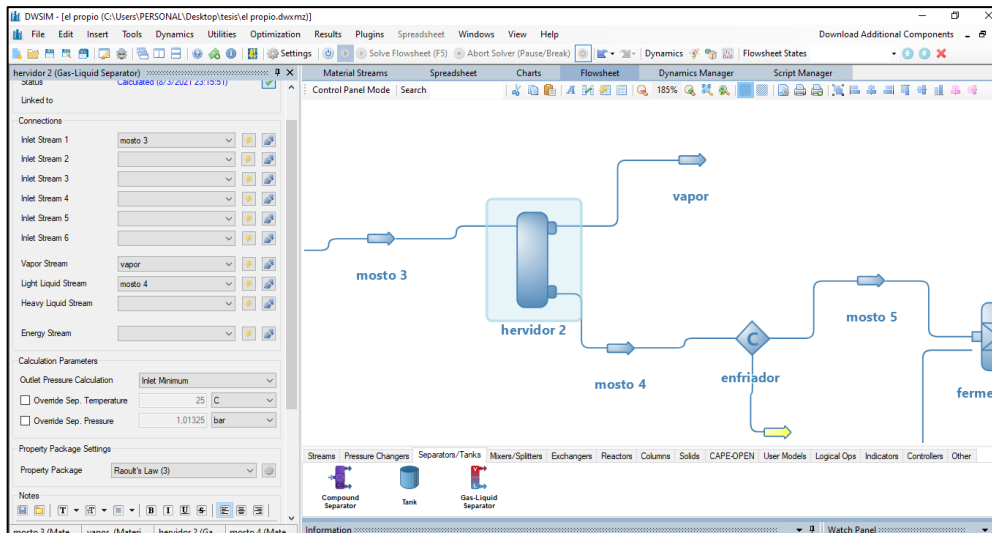 DWSIM - [el propio (C:\Users\PERSONAL\Desktop\tesis\el propio.dwxmz)]
File Edit Insert Tools Dynamics Utilities Optimization Results Plugins Spreadsheet Windows View Help Download Additional Components
Settings Solve Flowsheet (F5) Abort Solver (Pause/Break) Dynamics Flowsheet States
hervidor 2 (Gas-Liquid Separator)
Status Calculated (8/3/2021 23:15:51)
Linked to
Connections
Inlet Stream 1 mosto 3
Inlet Stream 2
Inlet Stream 3
Inlet Stream 4
Inlet Stream 5
Inlet Stream 6
Vapor Stream vapor
Light Liquid Stream mosto 4
Heavy Liquid Stream
Energy Stream
Calculation Parameters
Outlet Pressure Calculation Inlet Minimum
Override Sep. Temperature 25 C
Override Sep. Pressure 1,01325 bar
Property Package Settings
Property Package Raoult's Law (3)
Notes
T T B I U S
mosto 3 (Mate... vapor (Materi... hervidor 2 (Ga... mosto 4 (Mate...
Material Streams Spreadsheet Charts Flowsheet Dynamics Manager Script Manager
Control Panel Mode Search A 185%
vapor
mosto 3
hervidor 2
mosto 4
C
enfriador
mosto 5
ferme
Streams Pressure Changers Separators/Tanks Mixers/Splitters Exchangers Reactors Columns Solids CAPE-OPEN User Models Logical Ops Indicators Controllers Other
Compound
Separator
Tank
Gas-Liquid
Separator
Information Watch Panel